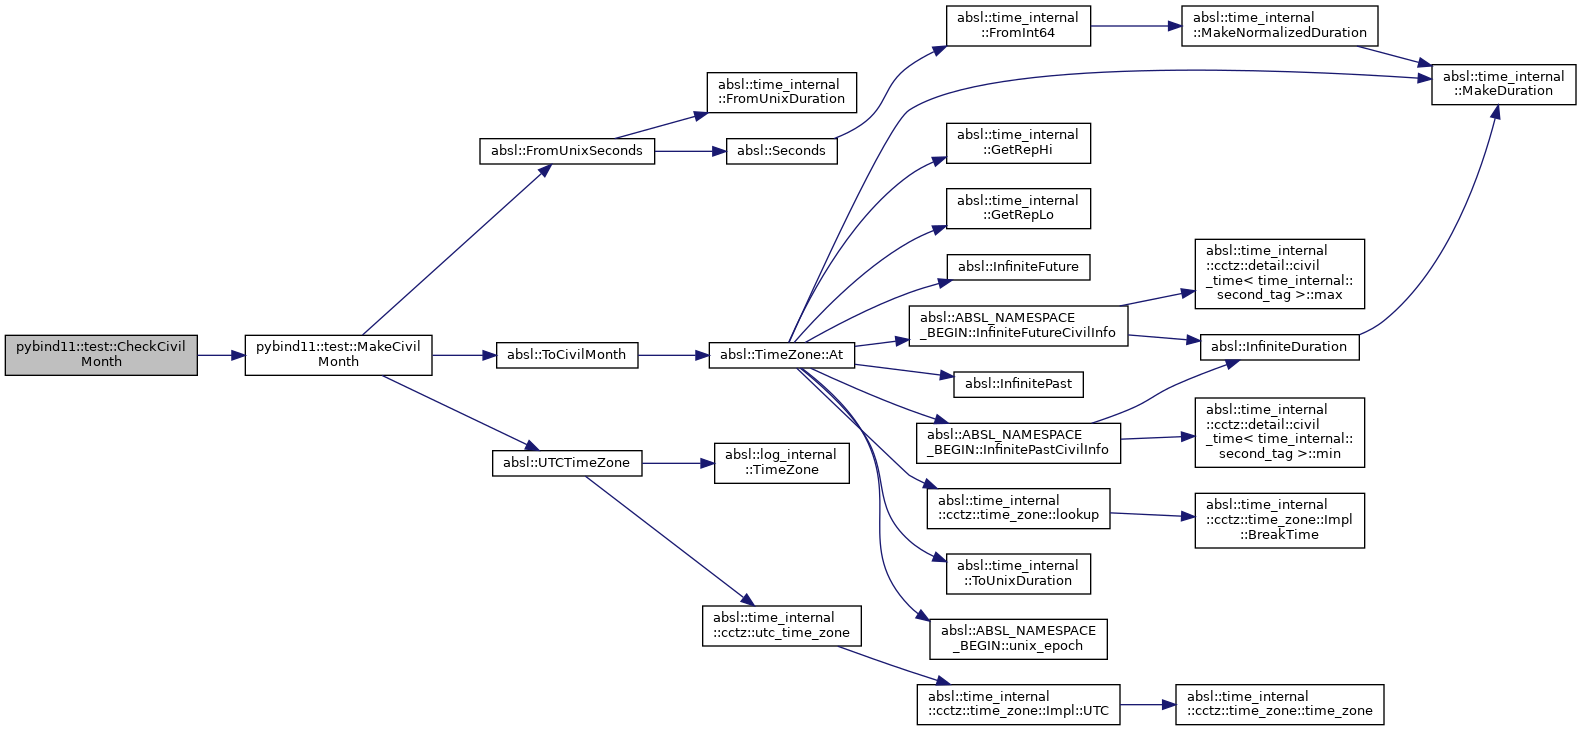 pybind11::test::CheckCivil
Month
pybind11::test::MakeCivil
Month
absl::FromUnixSeconds
absl::time_internal
::FromUnixDuration
absl::Seconds
absl::time_internal
::FromInt64
absl::time_internal
::MakeNormalizedDuration
absl::time_internal
::MakeDuration
absl::ToCivilMonth
absl::TimeZone::At
absl::time_internal
::GetRepHi
absl::time_internal
::GetRepLo
absl::InfiniteFuture
absl::ABSL_NAMESPACE
_BEGIN::InfiniteFutureCivilInfo
absl::time_internal
::cctz::detail::civil
_time< time_internal::
second_tag >::max
absl::InfiniteDuration
absl::InfinitePast
absl::ABSL_NAMESPACE
_BEGIN::InfinitePastCivilInfo
absl::time_internal
::cctz::detail::civil
_time< time_internal::
second_tag >::min
absl::time_internal
::cctz::time_zone::lookup
absl::time_internal
::cctz::time_zone::Impl
::BreakTime
absl::time_internal
::ToUnixDuration
absl::ABSL_NAMESPACE
_BEGIN::unix_epoch
absl::UTCTimeZone
absl::log_internal
::TimeZone
absl::time_internal
::cctz::utc_time_zone
absl::time_internal
::cctz::time_zone::Impl::UTC
absl::time_internal
::cctz::time_zone::time_zone